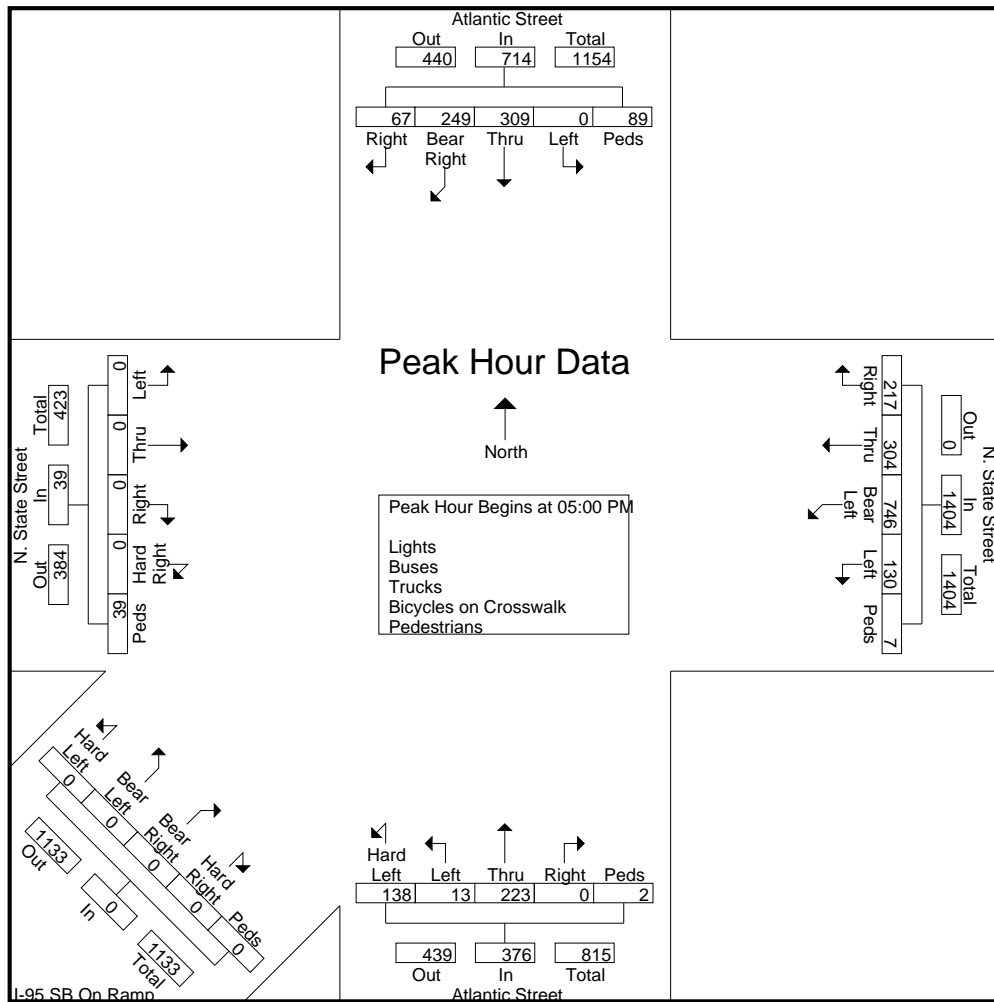 Atlantic Street
Out In Total
440 714 1154
67 249 309 0 89
Right Bear Right Thru Left Peds
Peak Hour Data
North
Peak Hour Begins at 05:00 PM
Lights
Buses
Trucks
Bicycles on Crosswalk
Pedestrians
N. State Street
Out In Total
384 39 423
0 0 0 0 39
Left Thru Right Hard Right Peds
N. State Street
Out In Total
0 1404 1404
217 304 746 130 7
Right Thru Bear Left Left Peds
Hard Left Bear Left Bear Right Hard Right Peds
0 0 0 0 0
1133 0 1133
Out In Total
I-95 SB On Ramp
Hard Left Left Thru Right Peds
138 13 223 0 2
439 376 815
Out In Total
Atlantic Street